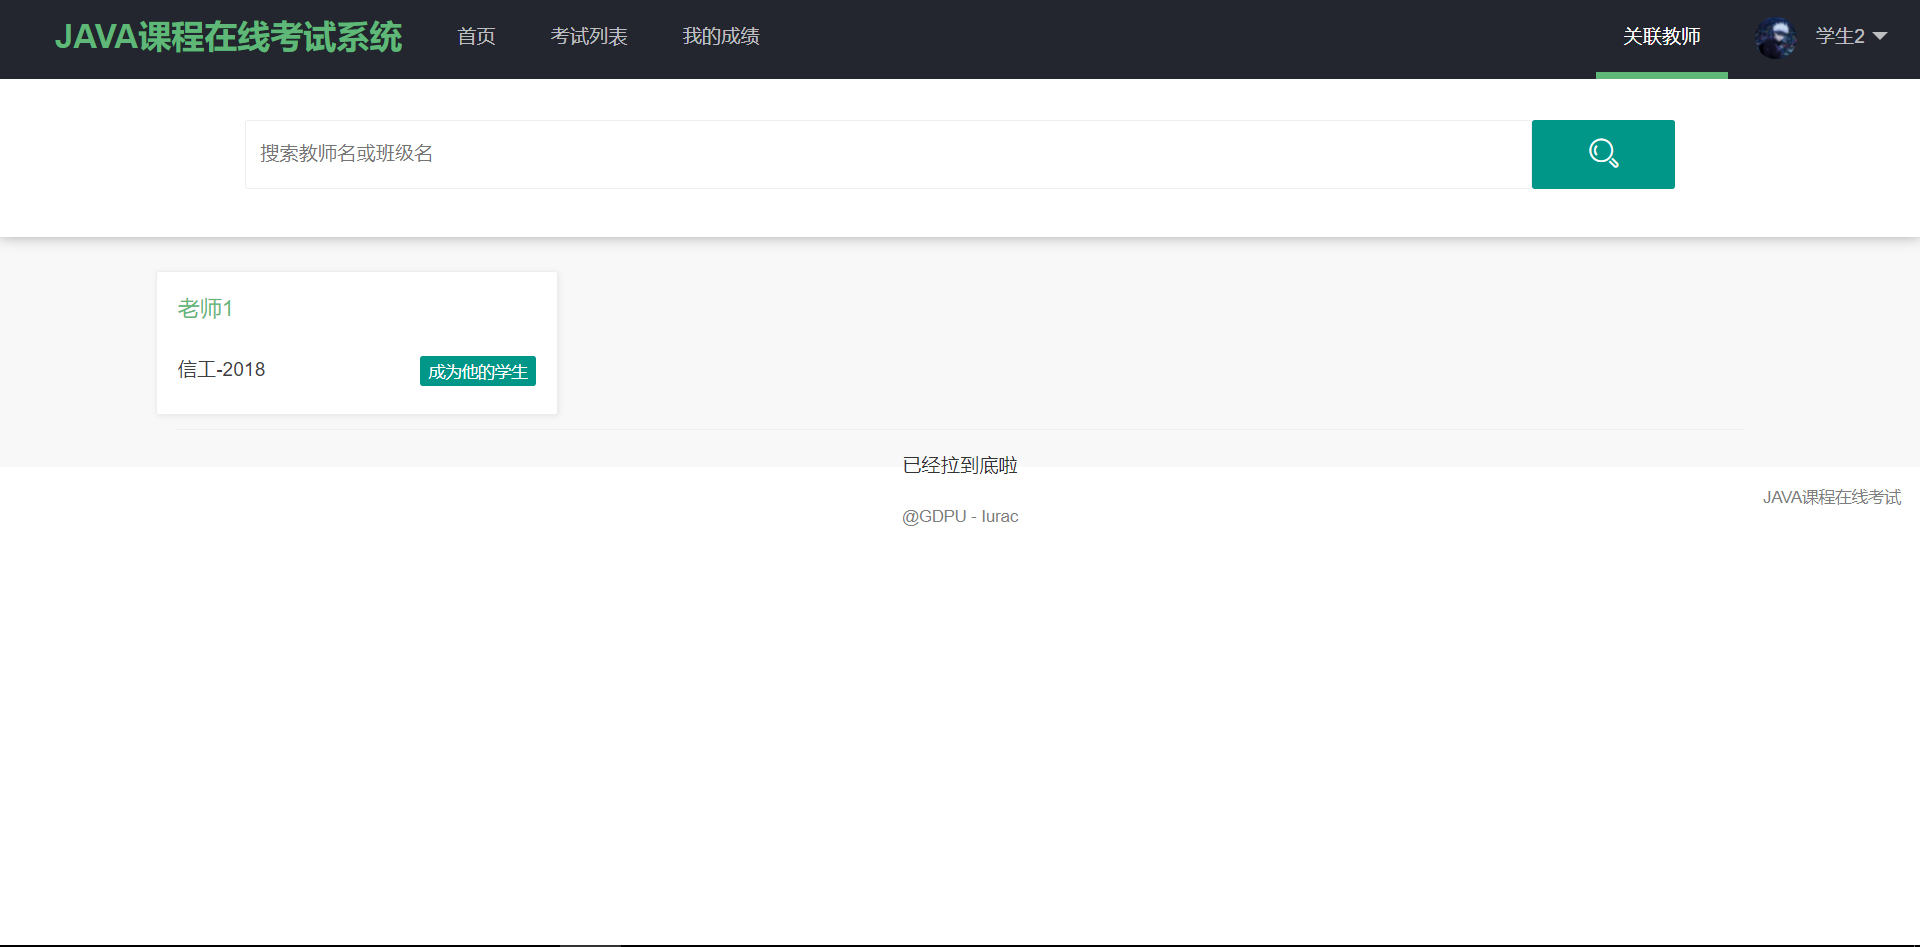 JAVA课程在线考试系统 首页 考试列表 我的成绩 关联教师 学生2
搜索教师名或班级名
老师1
信工-2018 成为他的学生
已经拉到底啦
JAVA课程在线考试
@GDPU - lurac